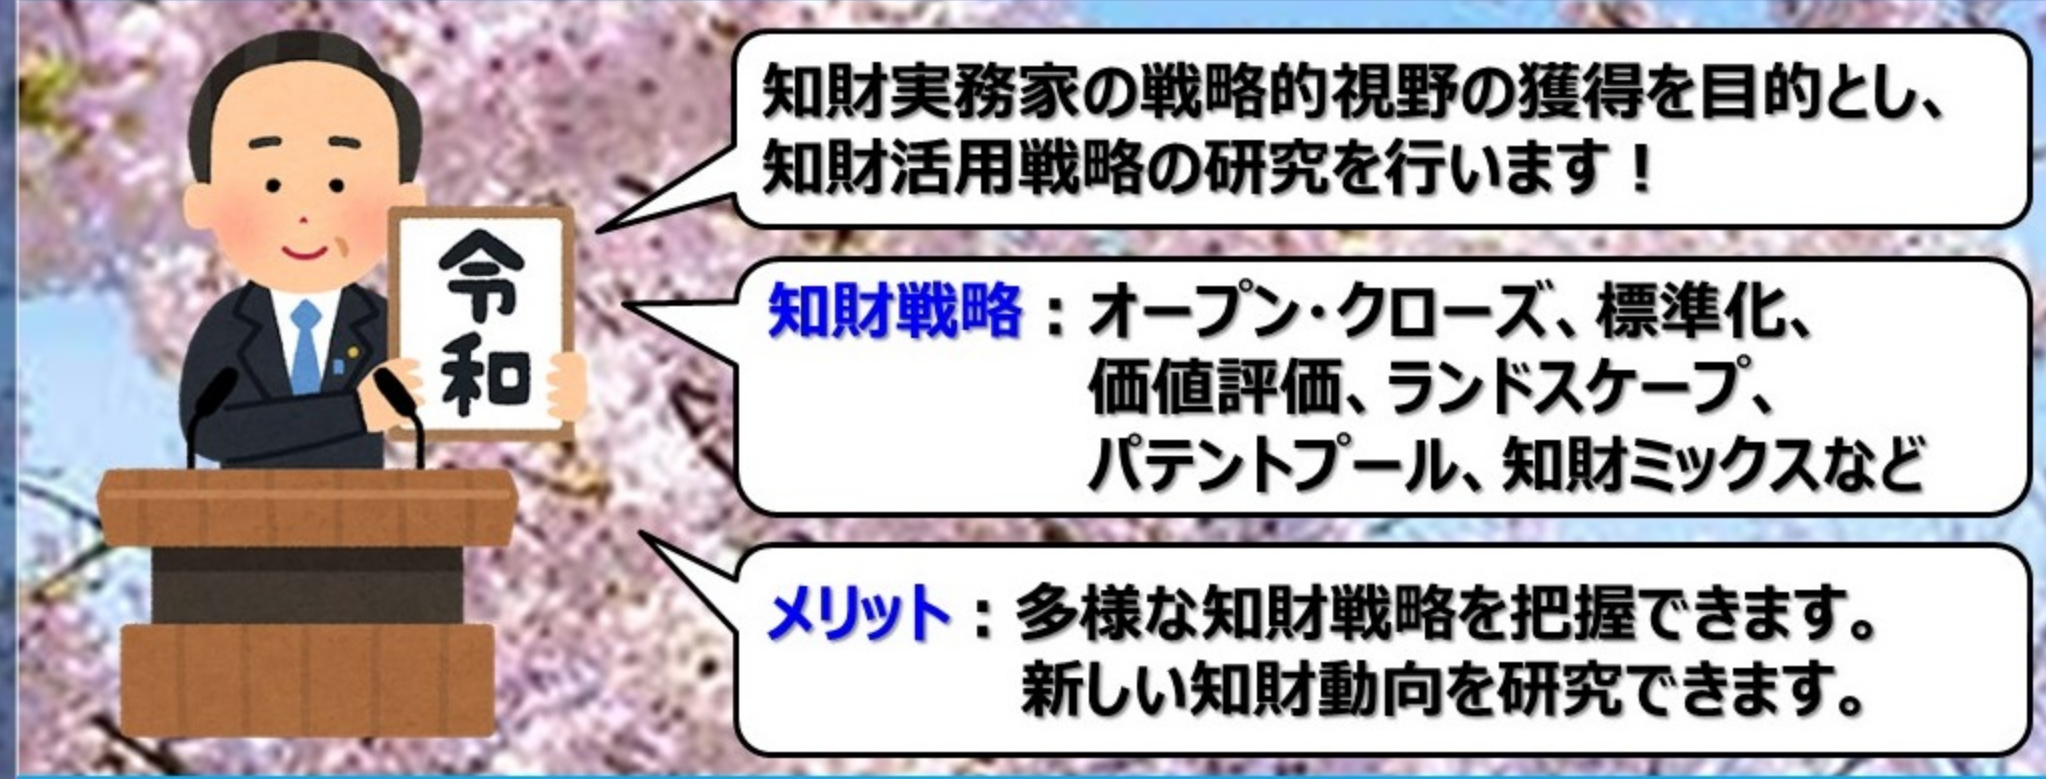 令和
知財実務家の戦略的視野の獲得を目的とし、
知財活用戦略の研究を行います！
知財戦略：オープン・クローズ、標準化、
価値評価、ランドスケープ、
パテントプール、知財ミックスなど
メリット：多様な知財戦略を把握できます。
新しい知財動向を研究できます。